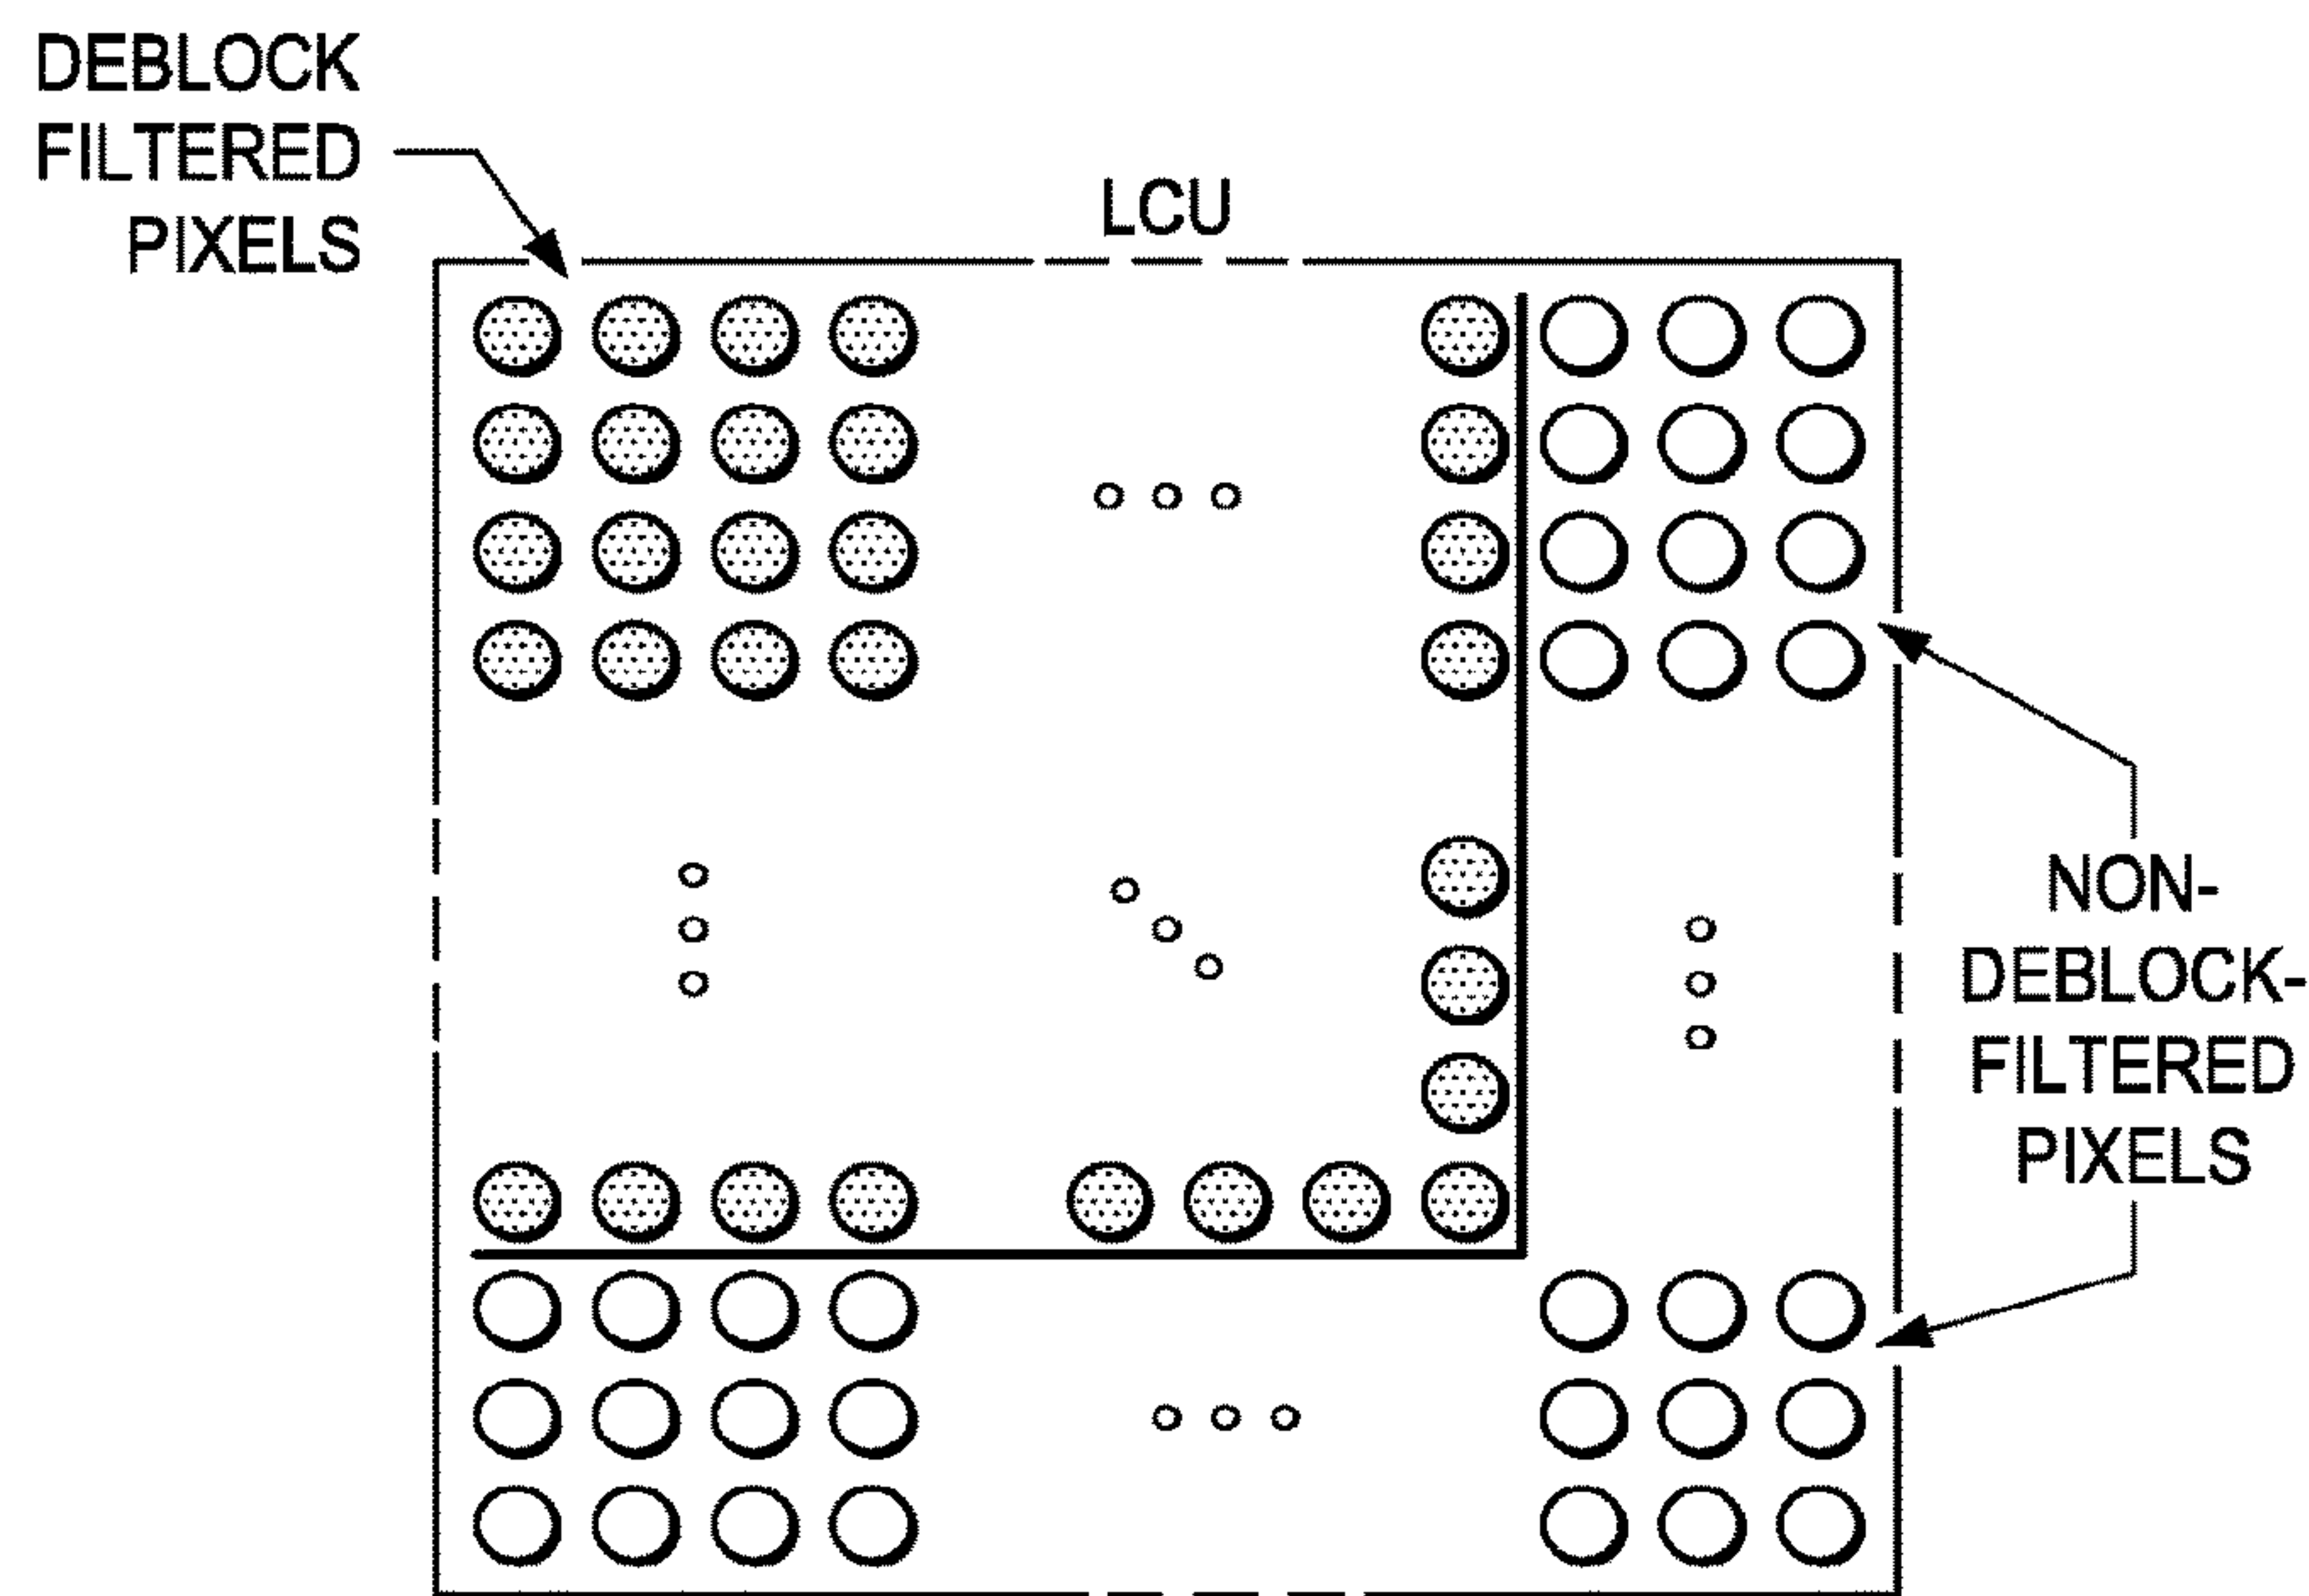 DEBLOCK
FILTERED
PIXELS
LCU
NON-
DEBLOCK-
FILTERED
PIXELS